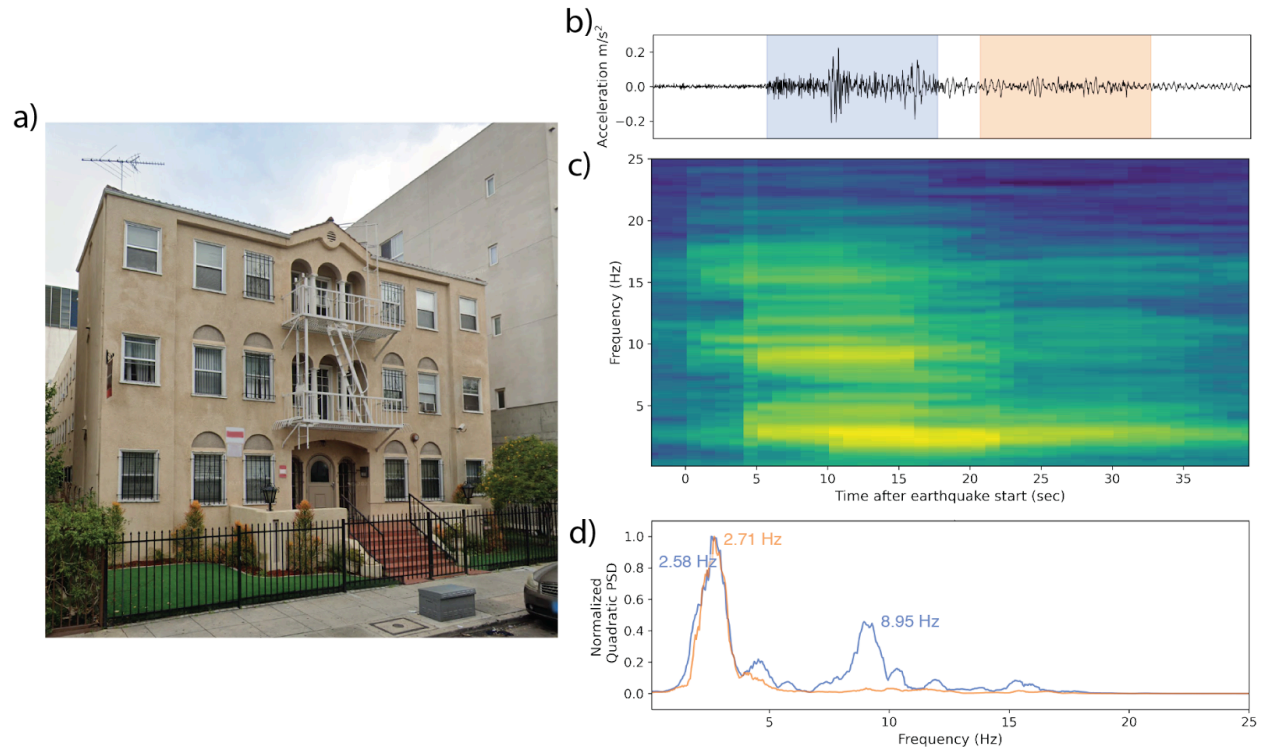 a)
b)
Acceleration m/s²
0.2
0.0
−0.2
c)
Frequency (Hz)
25
20
15
10
5
0 5 10 15 20 25 30 35
Time after earthquake start (sec)
d)
Normalized
Quadratic PSD
1.0
0.8
0.6
0.4
0.2
0.0
2.71 Hz
2.58 Hz
8.95 Hz
5 10 15 20 25
Frequency (Hz)